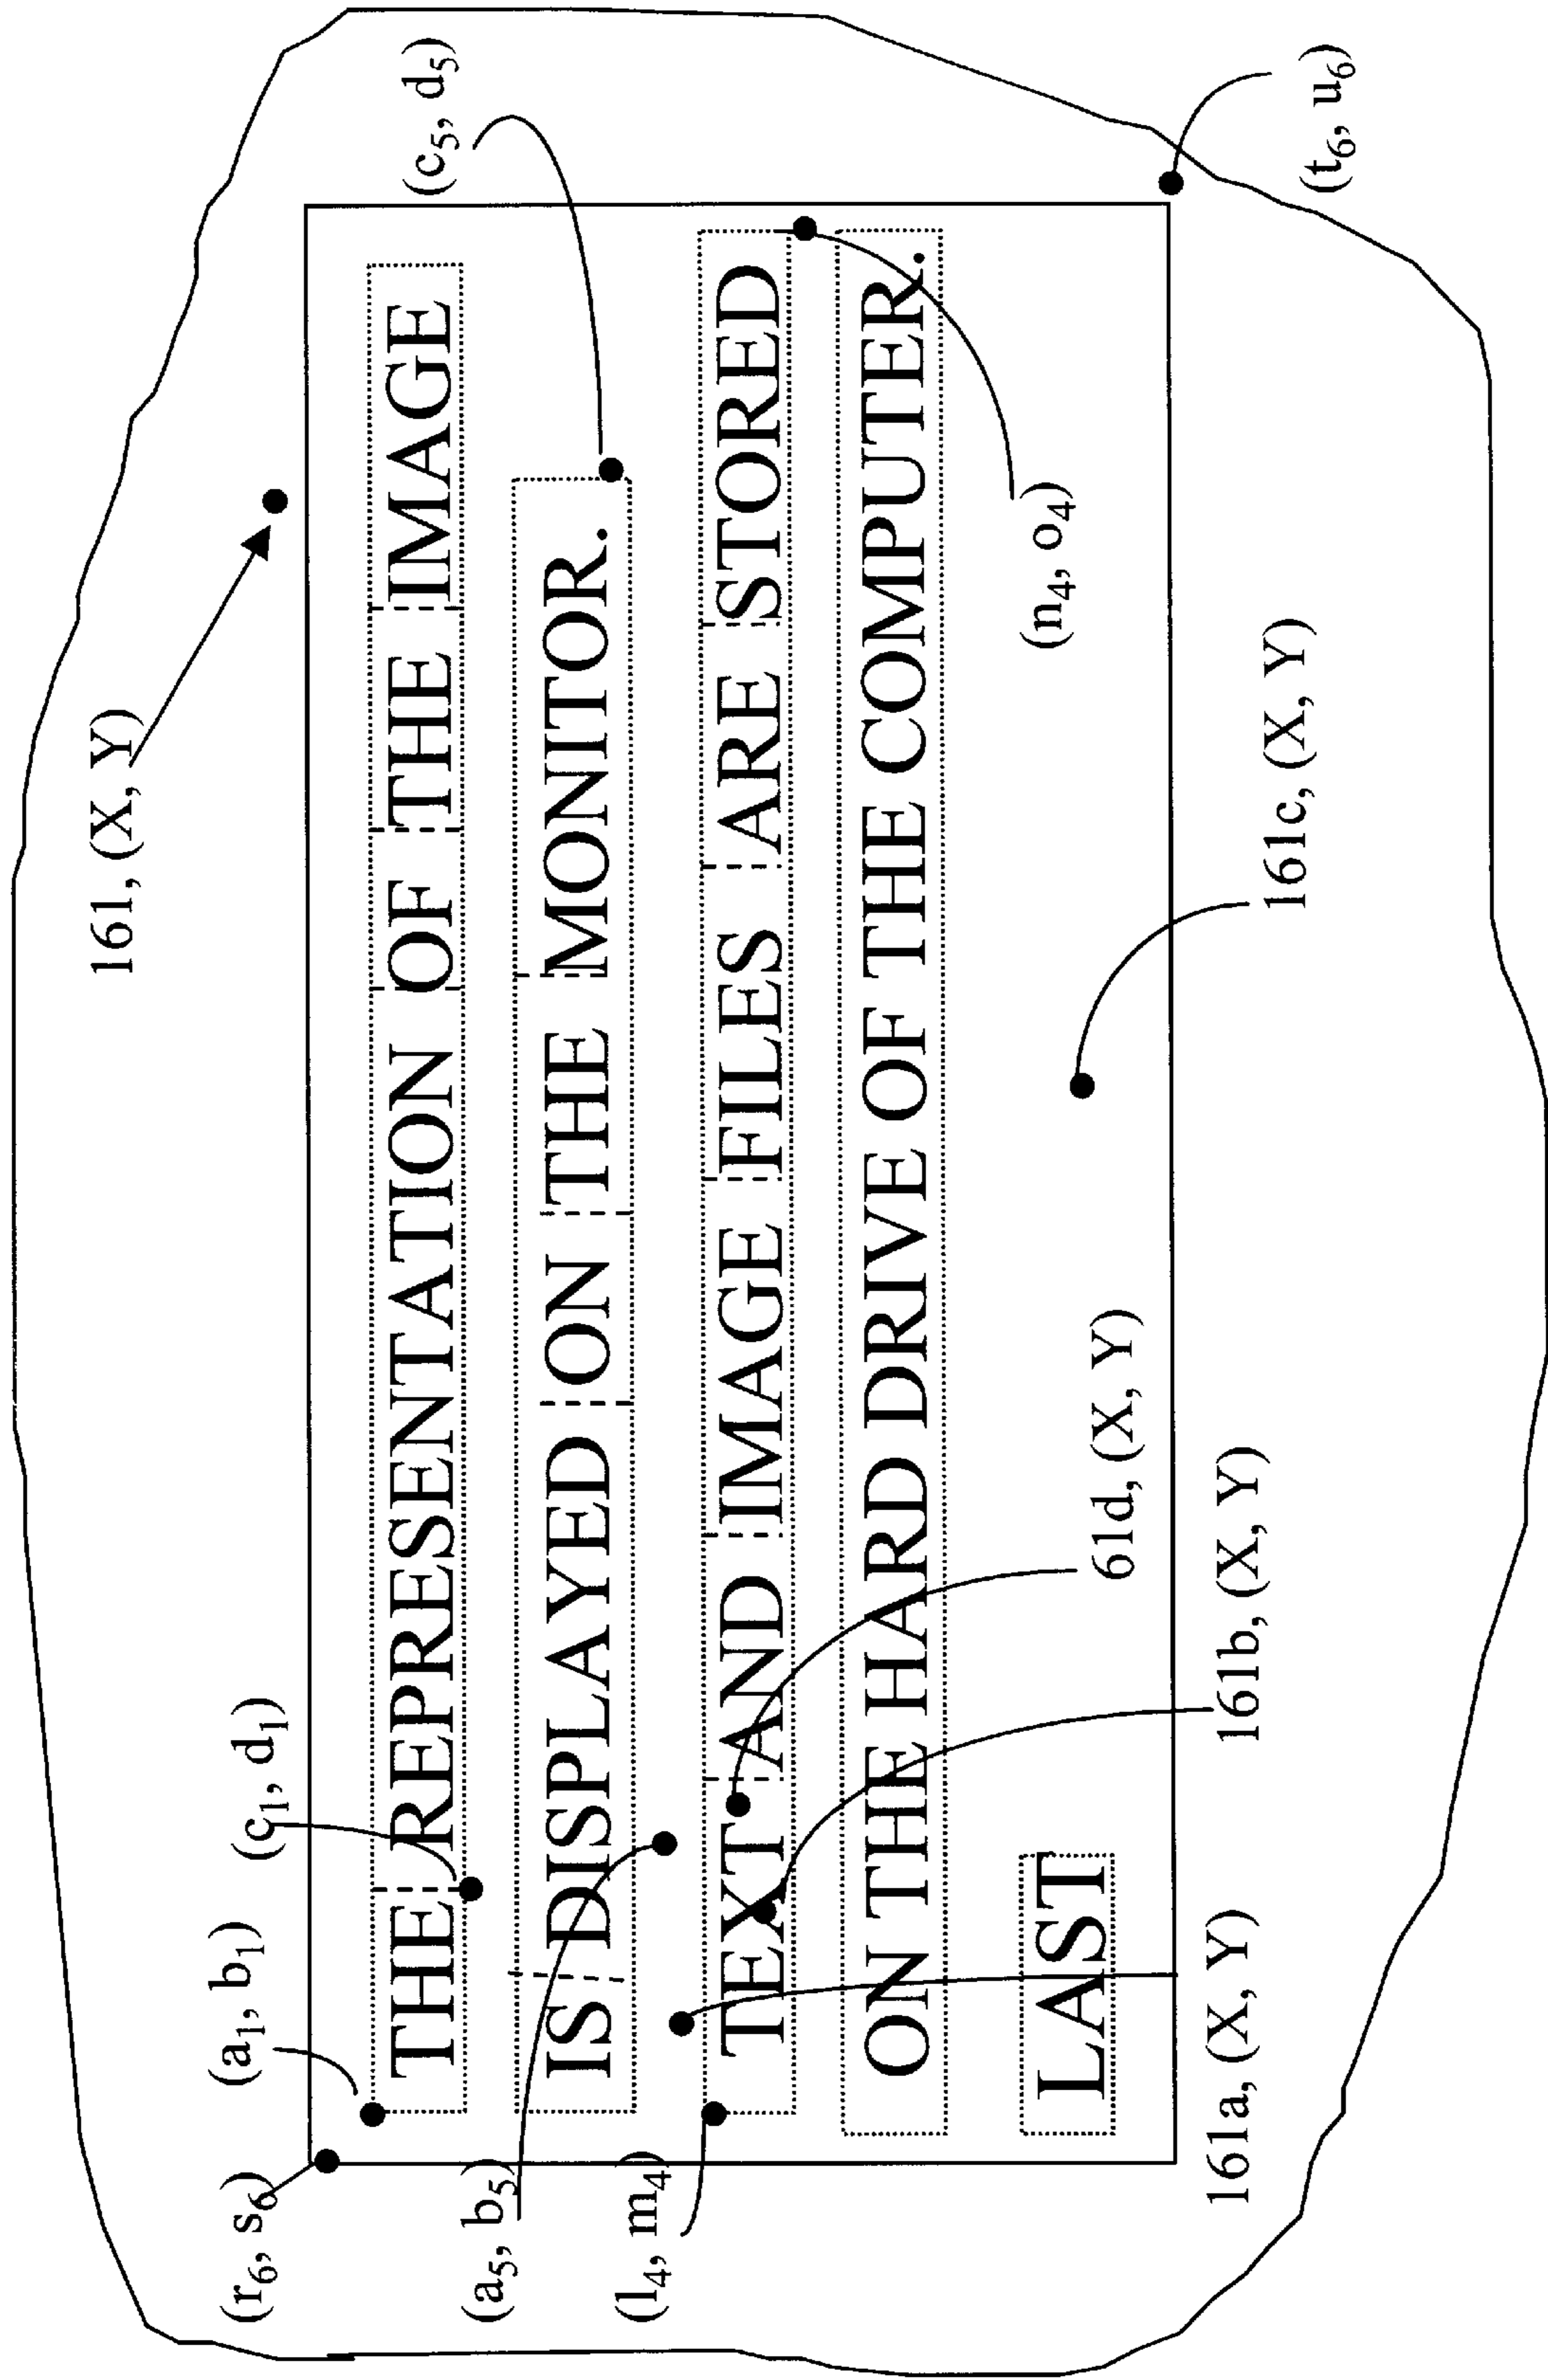 161, (X, Y)
(r₆, s₆)
(a₁, b₁)
(c₁, d₁)
(c₅, d₅)
THE REPRESENTATION OF THE IMAGE
IS DISPLAYED ON THE MONITOR.
(a₅, b₅)
(l₄, m₄)
TEXT AND IMAGE FILES ARE STORED
ON THE HARD DRIVE OF THE COMPUTER.
LAST
(n₄, o₄)
61d, (X, Y)
161a, (X, Y)
161b, (X, Y)
161c, (X, Y)
(t₆, u₆)